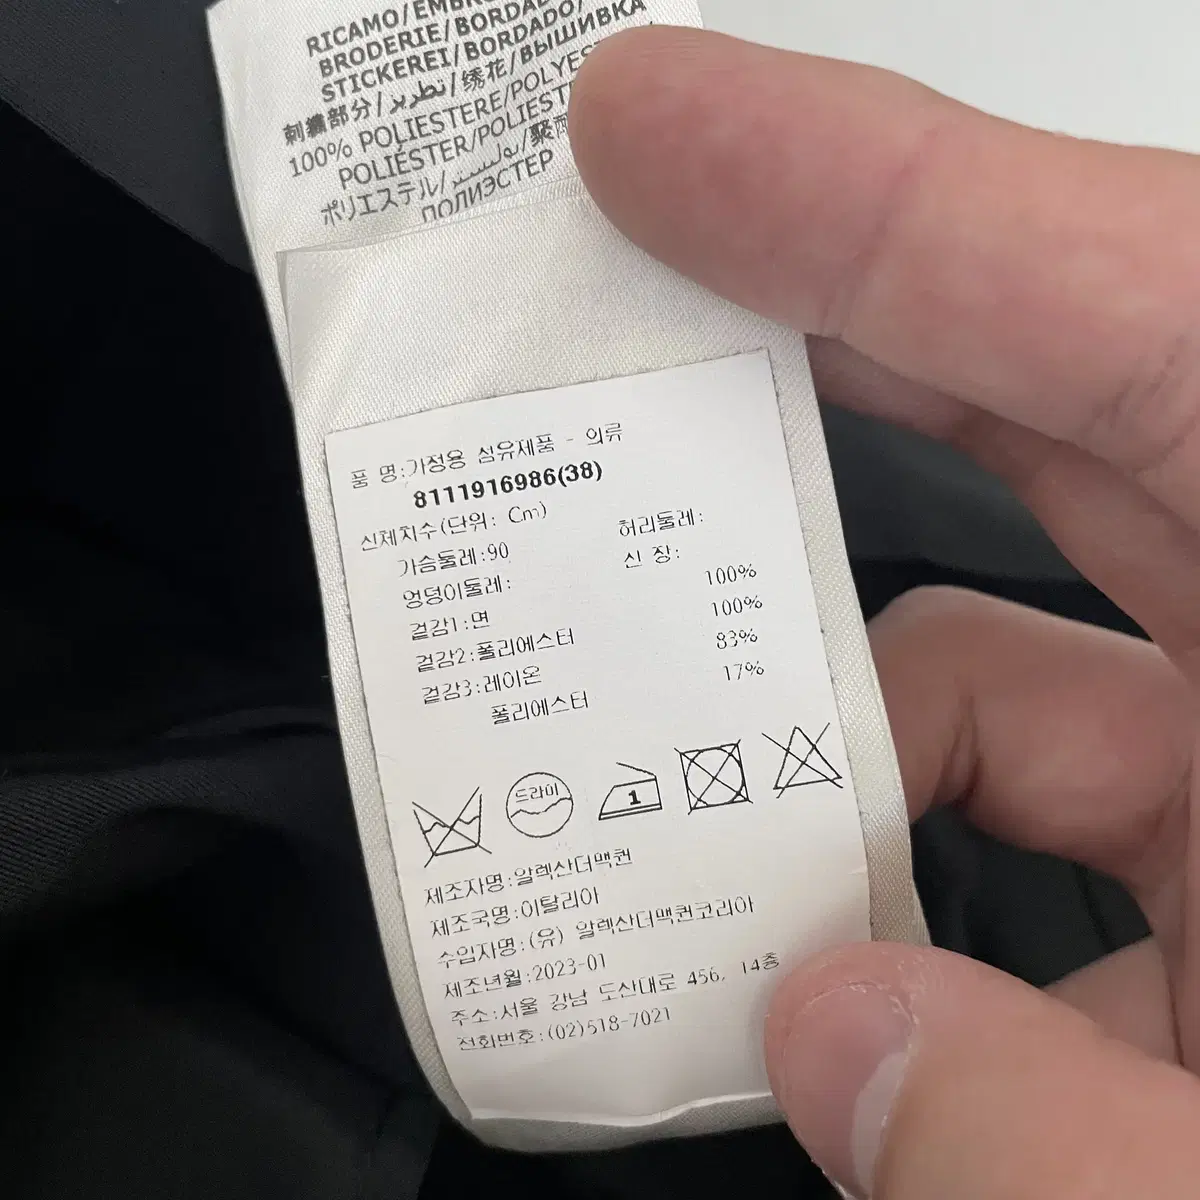 RICAMO/
BRODERIE/
STICKEREI/BORDADO/
刺繍部分/تطريز/绣花/ВЫШИВКА
100% POLIESTERE/
POLIÉSTER/
ポリエステル/بوليستر/
ПОЛИЭСТЕР
품 명:가정용 섬유제품 - 의류
8111916986(38)
신체치수(단위: Cm)
가슴둘레:90 허리둘레:
엉덩이둘레: 신 장:
겉감1:면 100%
겉감2:폴리에스터 100%
겉감3:레이온 83%
폴리에스터 17%
드라이
1
제조자명:알렉산더맥퀸
제조국명:이탈리아
수입자명:(유) 알렉산더맥퀸코리아
제조년월:2023-01
주소:서울 강남 도산대로 456, 14층
전화번호:(02)518-7021